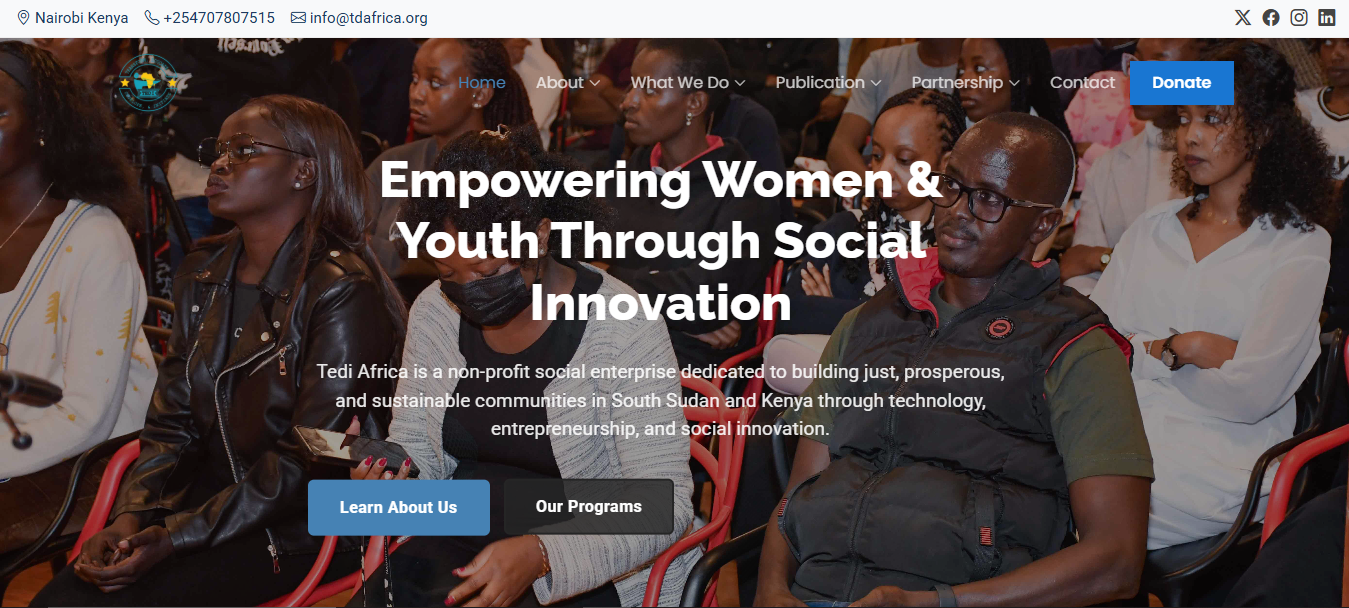 Nairobi Kenya +254707807515 info@tdafrica.org
Home About What We Do Publication Partnership Contact Donate
Empowering Women &
Youth Through Social
Innovation
Tedi Africa is a non-profit social enterprise dedicated to building just, prosperous,
and sustainable communities in South Sudan and Kenya through technology,
entrepreneurship, and social innovation.
Learn About Us Our Programs